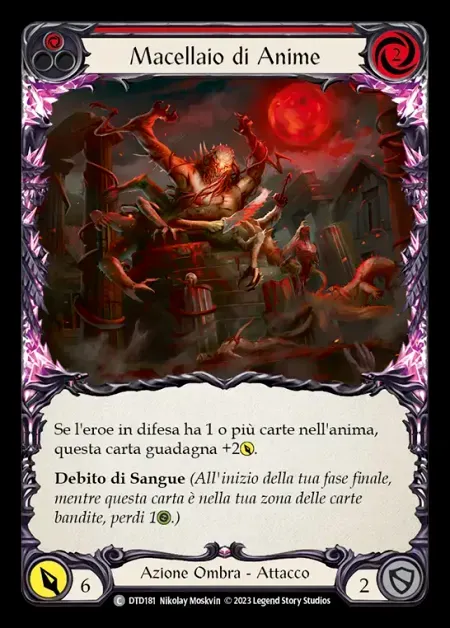 Macellaio di Anime
2
Se l'eroe in difesa ha 1 o più carte nell'anima,
questa carta guadagna +2.
Debito di Sangue (All'inizio della tua fase finale,
mentre questa carta è nella tua zona delle carte
bandite, perdi 1.)
6
Azione Ombra - Attacco
2
C DTD181 Nikolay Moskvin © 2023 Legend Story Studios